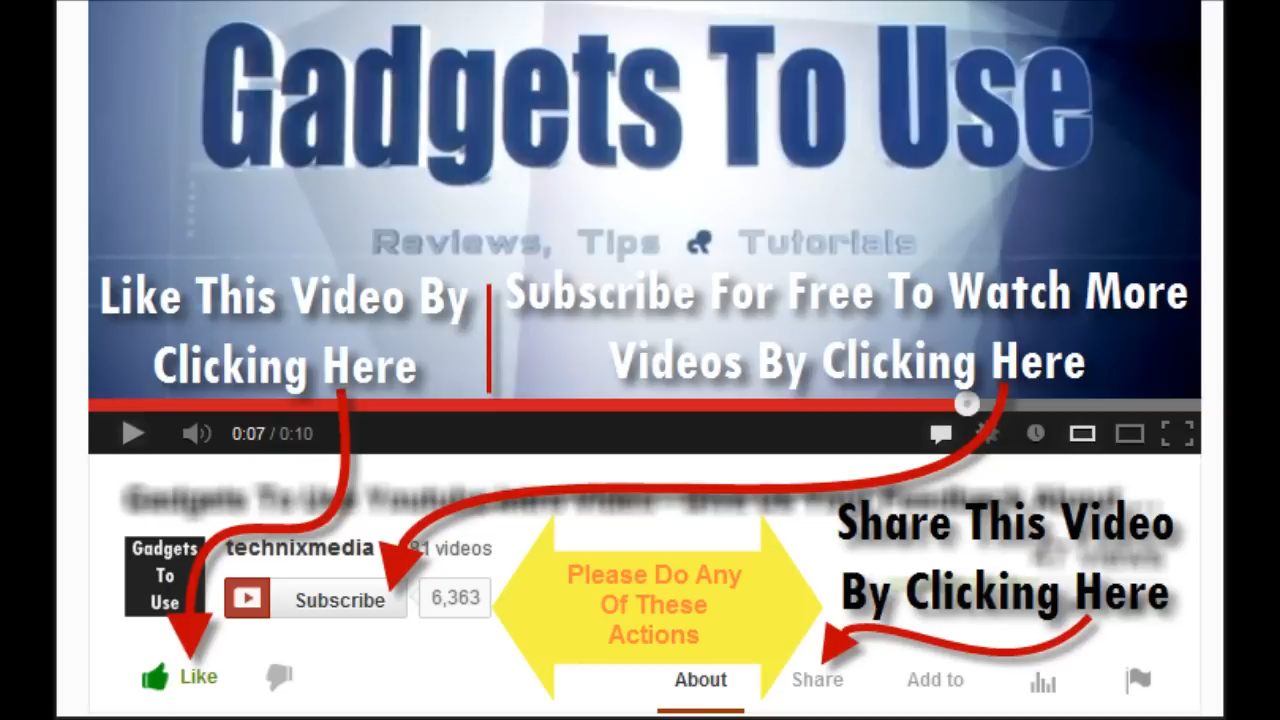 Gadgets To Use
Reviews, Tips & Tutorials
Like This Video By
Clicking Here
Subscribe For Free To Watch More
Videos By Clicking Here
0:07 / 0:10
Share This Video
By Clicking Here
Gadgets
To
Use
technixmedia
81 videos
Subscribe
6,363
Please Do Any
Of These
Actions
Like
About
Share
Add to